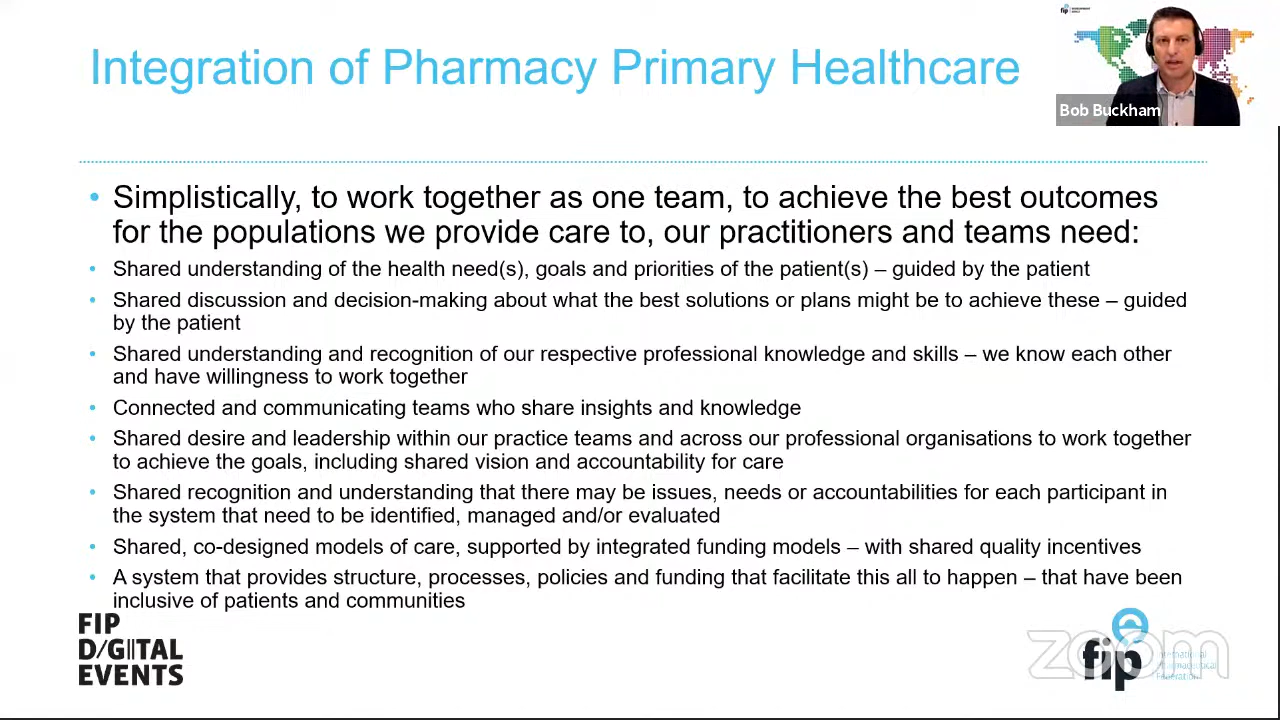 Integration of Pharmacy Primary Healthcare
fip
Bob Buckham
• Simplistically, to work together as one team, to achieve the best outcomes
for the populations we provide care to, our practitioners and teams need:
• Shared understanding of the health need(s), goals and priorities of the patient(s) – guided by the patient
• Shared discussion and decision-making about what the best solutions or plans might be to achieve these – guided
by the patient
• Shared understanding and recognition of our respective professional knowledge and skills – we know each other
and have willingness to work together
• Connected and communicating teams who share insights and knowledge
• Shared desire and leadership within our practice teams and across our professional organisations to work together
to achieve the goals, including shared vision and accountability for care
• Shared recognition and understanding that there may be issues, needs or accountabilities for each participant in
the system that need to be identified, managed and/or evaluated
• Shared, co-designed models of care, supported by integrated funding models – with shared quality incentives
• A system that provides structure, processes, policies and funding that facilitate this all to happen – that have been
inclusive of patients and communities
FIP
D/GITAL
EVENTS
zoom
fip
International
Pharmaceutical
Federation